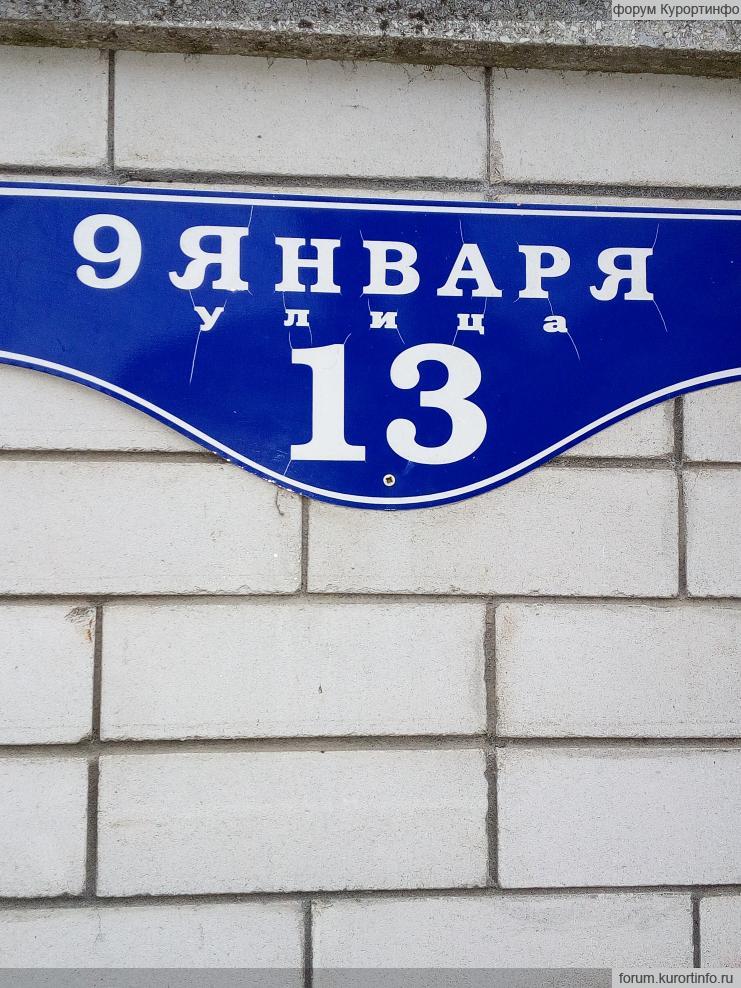 форум Курортинфо
9 ЯНВАРЯ
улица
13
forum.kurortinfo.ru